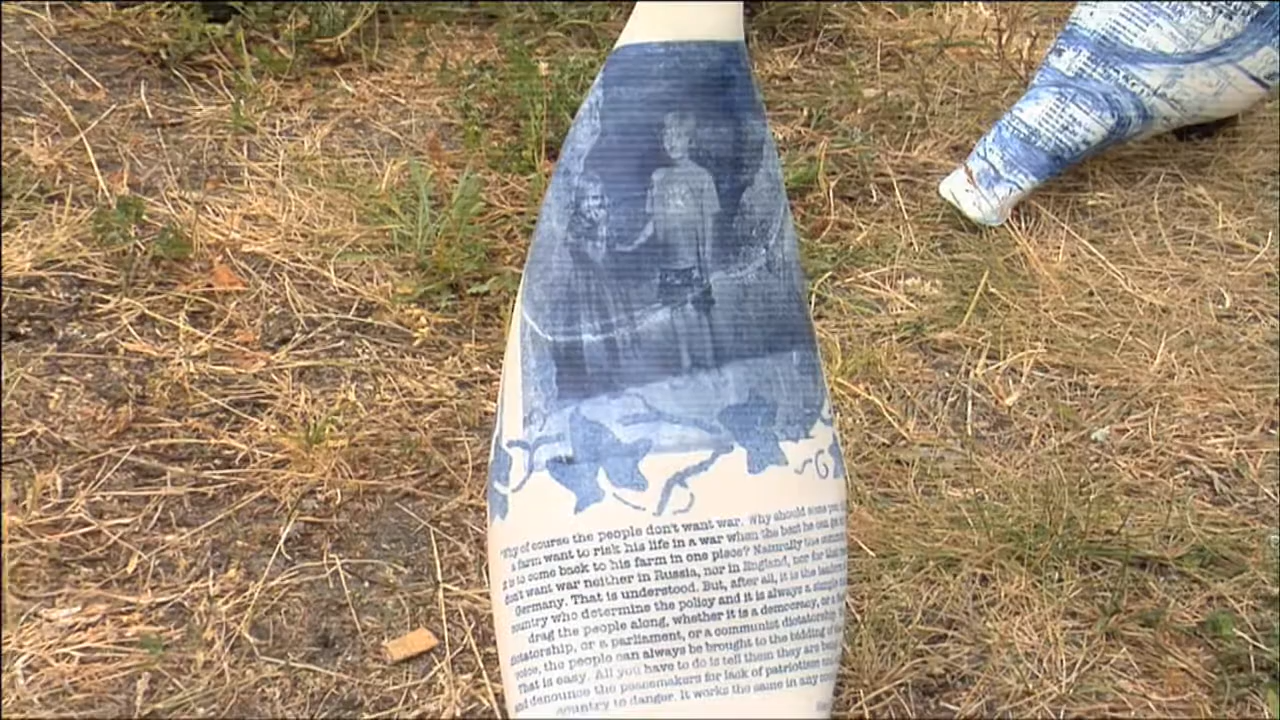 Why of course the people don't want war. Why should some
a farm want to risk his life in a war when the best he can
it is to come back to his farm in one piece? Naturally the
don't want war neither in Russia, nor in England, nor for that
Germany. That is understood. But, after all, it is the
country who determine the policy and it is always a simple
drag the people along, whether it is a democracy, or a
dictatorship, or a parliament, or a communist dictatorship
voice, the people can always be brought to the bidding of
That is easy. All you have to do is tell them they are
and denounce the peacemakers for lack of patriotism
country to danger. It works the same in any